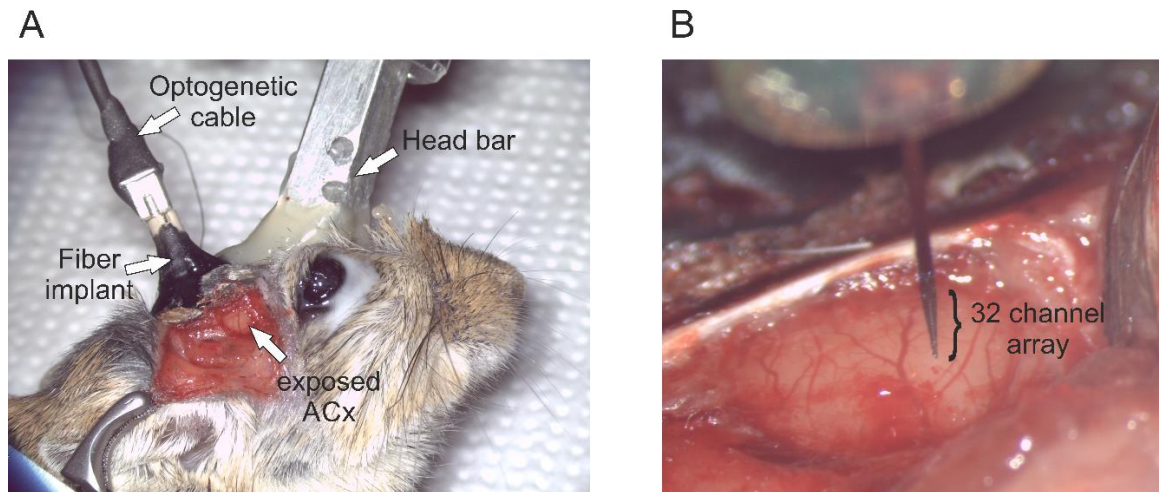 A
B
Optogenetic
cable
Head bar
Fiber
implant
exposed
ACx
32 channel
array